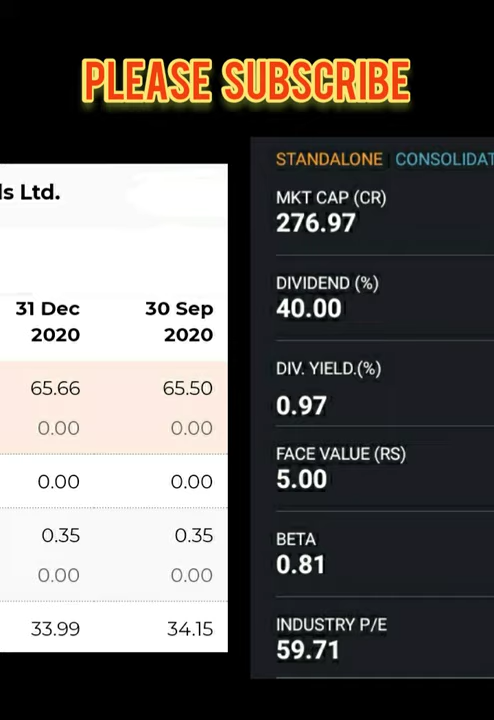 PLEASE SUBSCRIBE
ls Ltd.
31 Dec 30 Sep
2020 2020
65.66 65.50
0.00 0.00
0.00 0.00
0.35 0.35
0.00 0.00
33.99 34.15
STANDALONE CONSOLIDAT
MKT CAP (CR)
276.97
DIVIDEND (%)
40.00
DIV. YIELD.(%)
0.97
FACE VALUE (RS)
5.00
BETA
0.81
INDUSTRY P/E
59.71